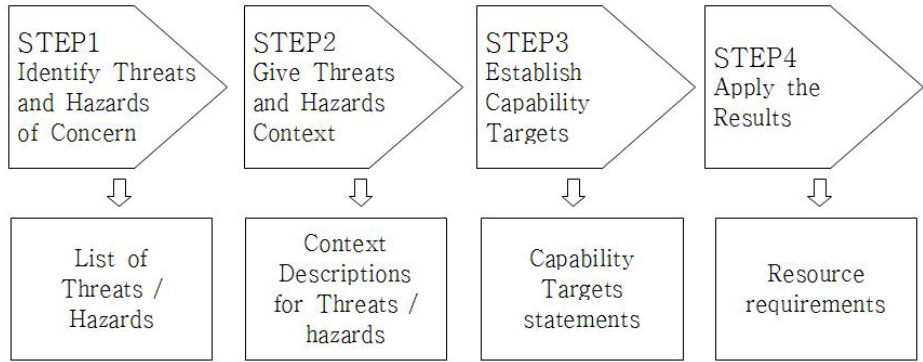 STEP1
Identify Threats
and Hazards
of Concern
STEP2
Give Threats
and Hazards
Context
STEP3
Establish
Capability
Targets
STEP4
Apply the
Results
List of
Threats /
Hazards
Context
Descriptions
for Threats /
hazards
Capability
Targets
statements
Resource
requirements